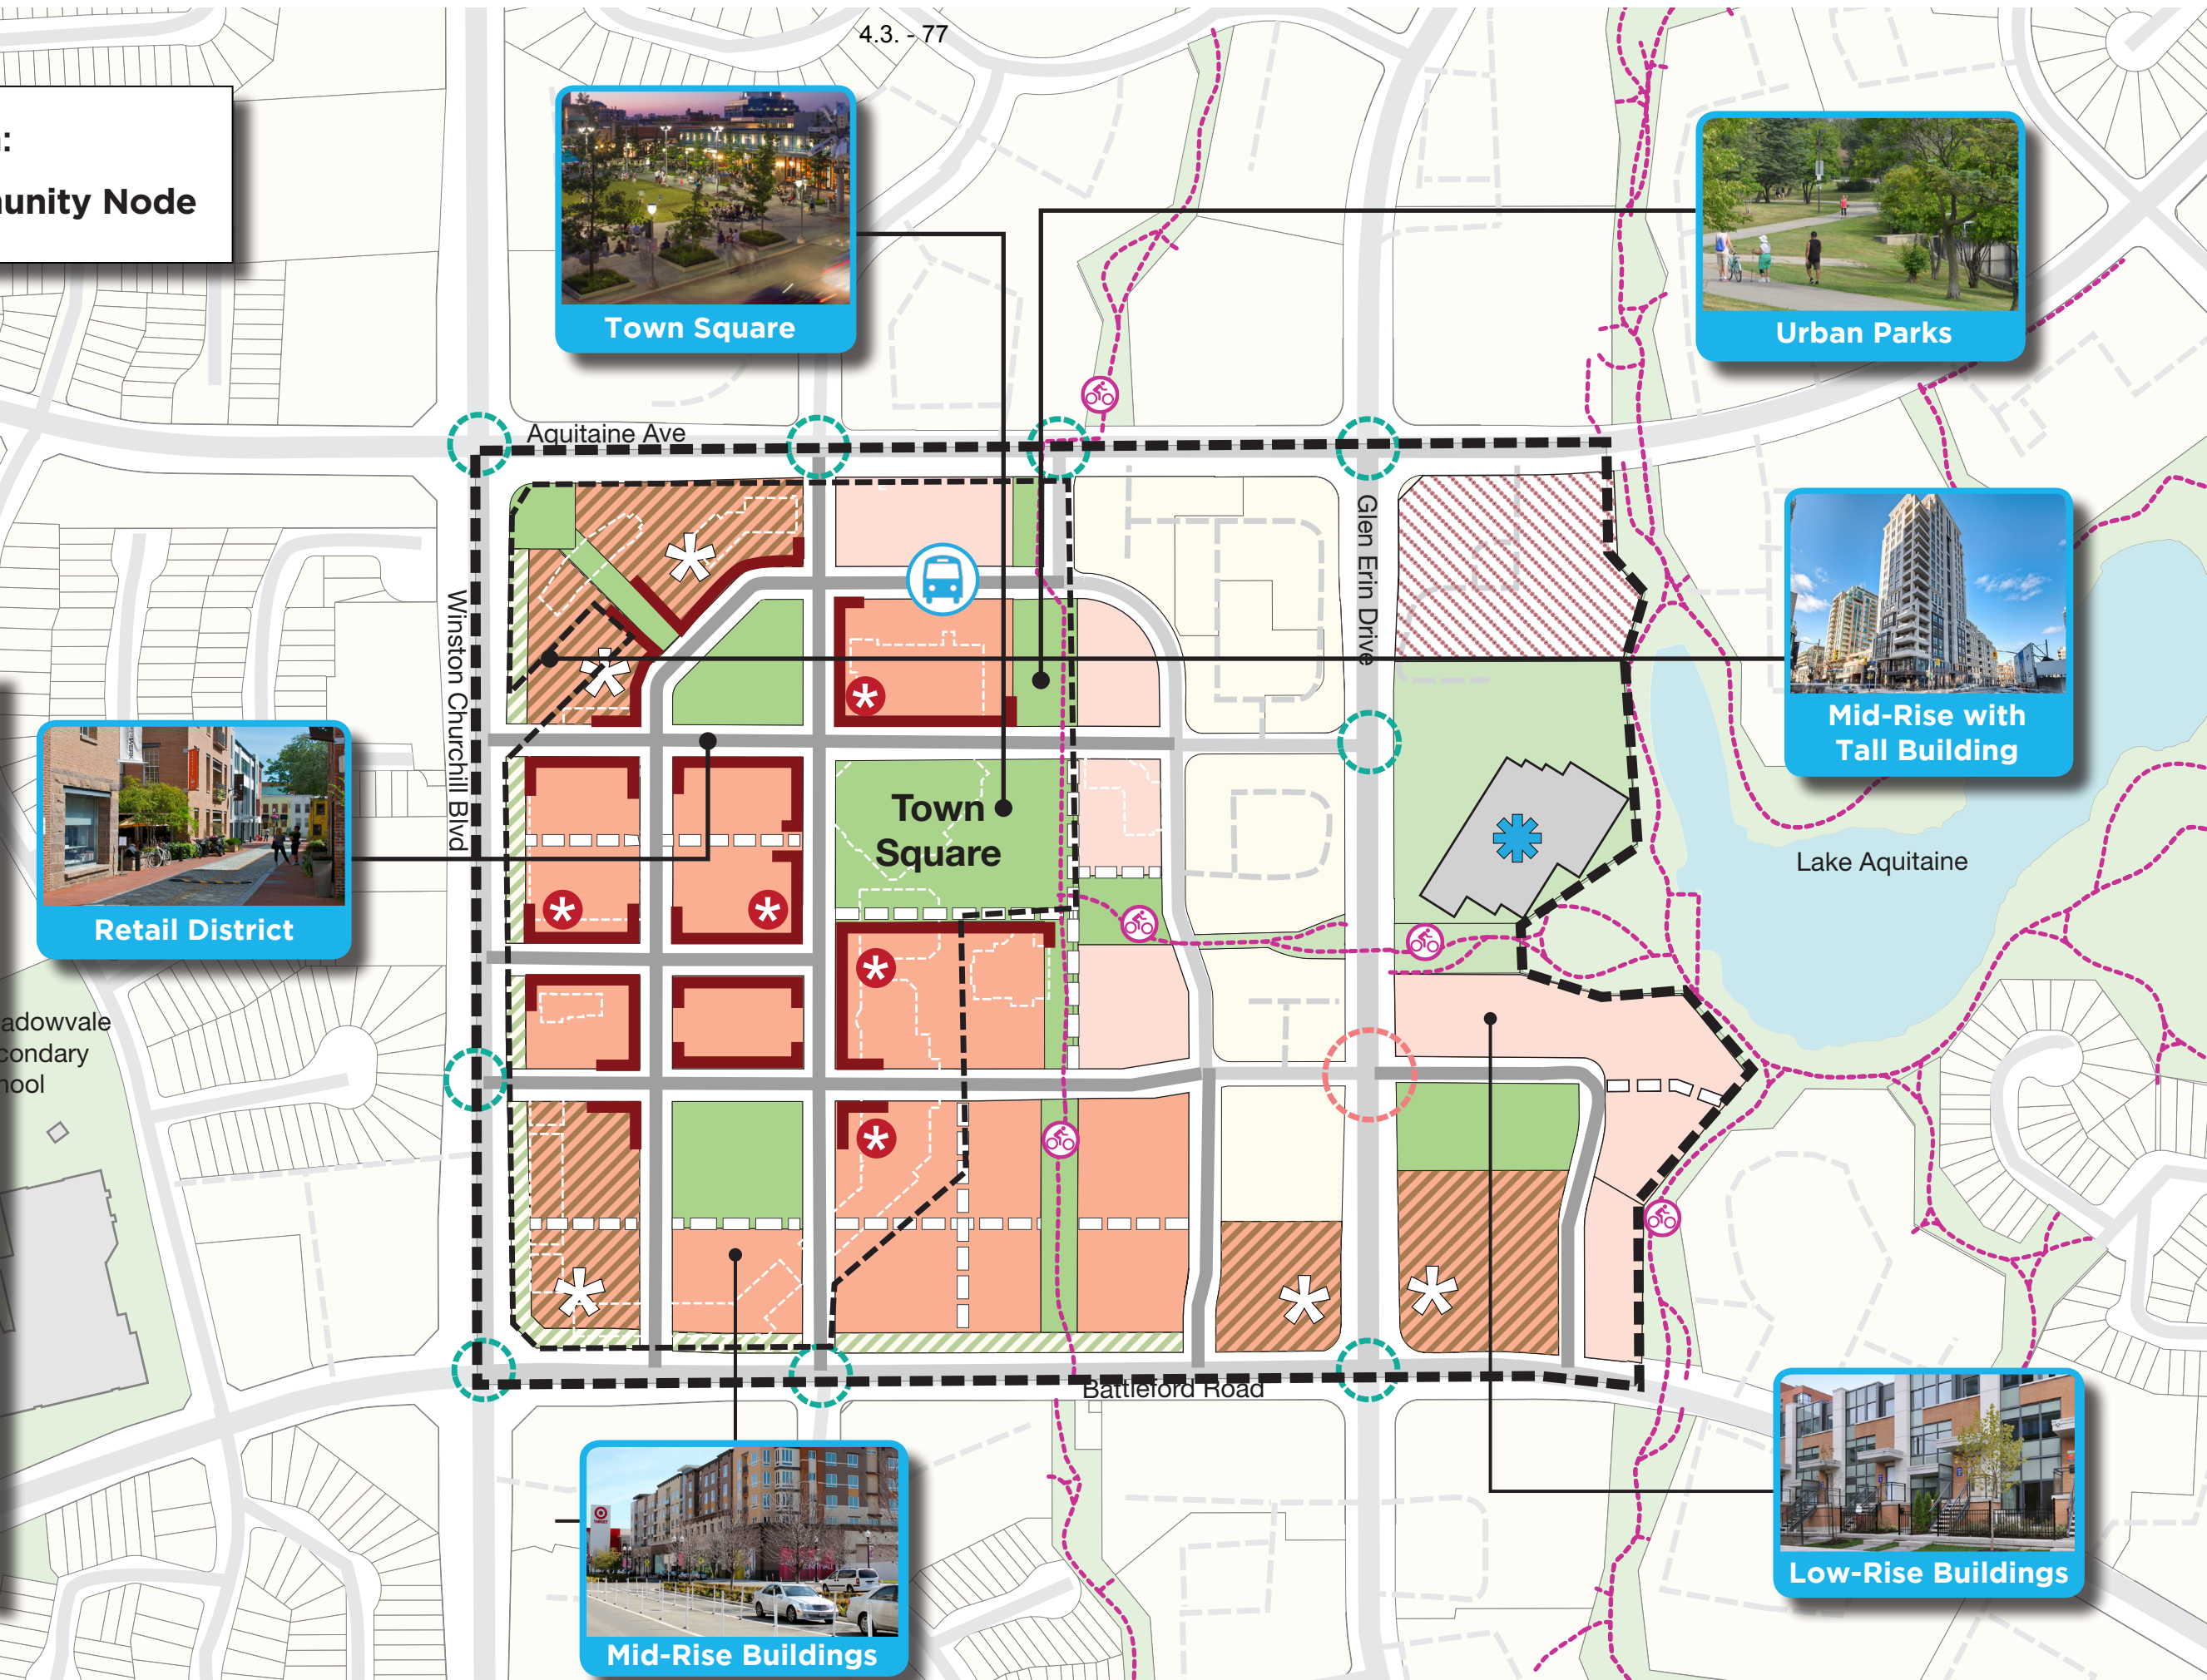 4.3. - 77
unity Node
Town Square
Urban Parks
Aquitaine Ave
Glen Erin Drive
Winston Churchill Blvd
Mid-Rise with
Tall Building
Retail District
Town
Square
Lake Aquitaine
adowvale
condary
hool
Battleford Road
TARGET
Mid-Rise Buildings
Low-Rise Buildings